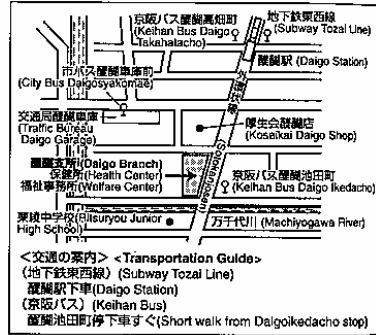 京阪バス醍醐高畑町
(Keihan Bus Daigo
Takahatacho)
地下鉄東西線
(Subway Tozai Line)
醍醐駅 (Daigo Station)
市バス醍醐車庫前
(City Bus Daigosyakomae)
交通局醍醐車庫
(Traffic Bureau
Daigo Garage)
厚生会醍醐店
(Koseikai Daigo Shop)
(Sotokanjosen)
醍醐支所(Daigo Branch)
保健所(Health Center)
福祉事務所(Welfare Center)
京阪バス醍醐池田町
(Keihan Bus Daigo Ikedacho)
栗陵中学校 Junior
High School)
万千代川 (Machiyogawa River)
<交通の案内> <Transportation Guide>
(地下鉄東西線) (Subway Tozai Line)
醍醐駅下車(Daigo Station)
(京阪バス) (Keihan Bus)
醍醐池田町停下車すぐ(Short walk from Daigoikedacho stop)